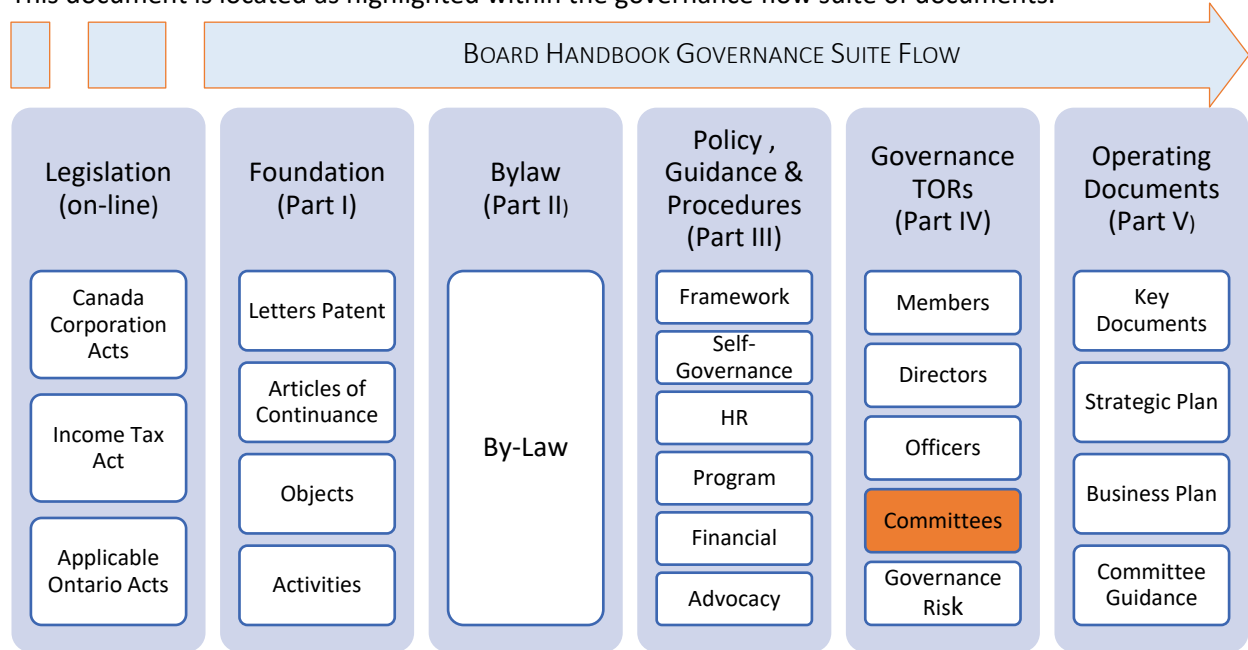 This document is located as highlighted within the governance flow suite of documents.
BOARD HANDBOOK GOVERNANCE SUITE FLOW
Legislation
(on-line)
Canada
Corporation
Acts
Income Tax
Act
Applicable
Ontario Acts
Foundation
(Part I)
Letters Patent
Articles of
Continuance
Objects
Activities
Bylaw
(Part II)
By-Law
Policy ,
Guidance &
Procedures
(Part III)
Framework
Self-
Governance
HR
Program
Financial
Advocacy
Governance
TORs
(Part IV)
Members
Directors
Officers
Committees
Governance
Risk
Operating
Documents
(Part V)
Key
Documents
Strategic Plan
Business Plan
Committee
Guidance